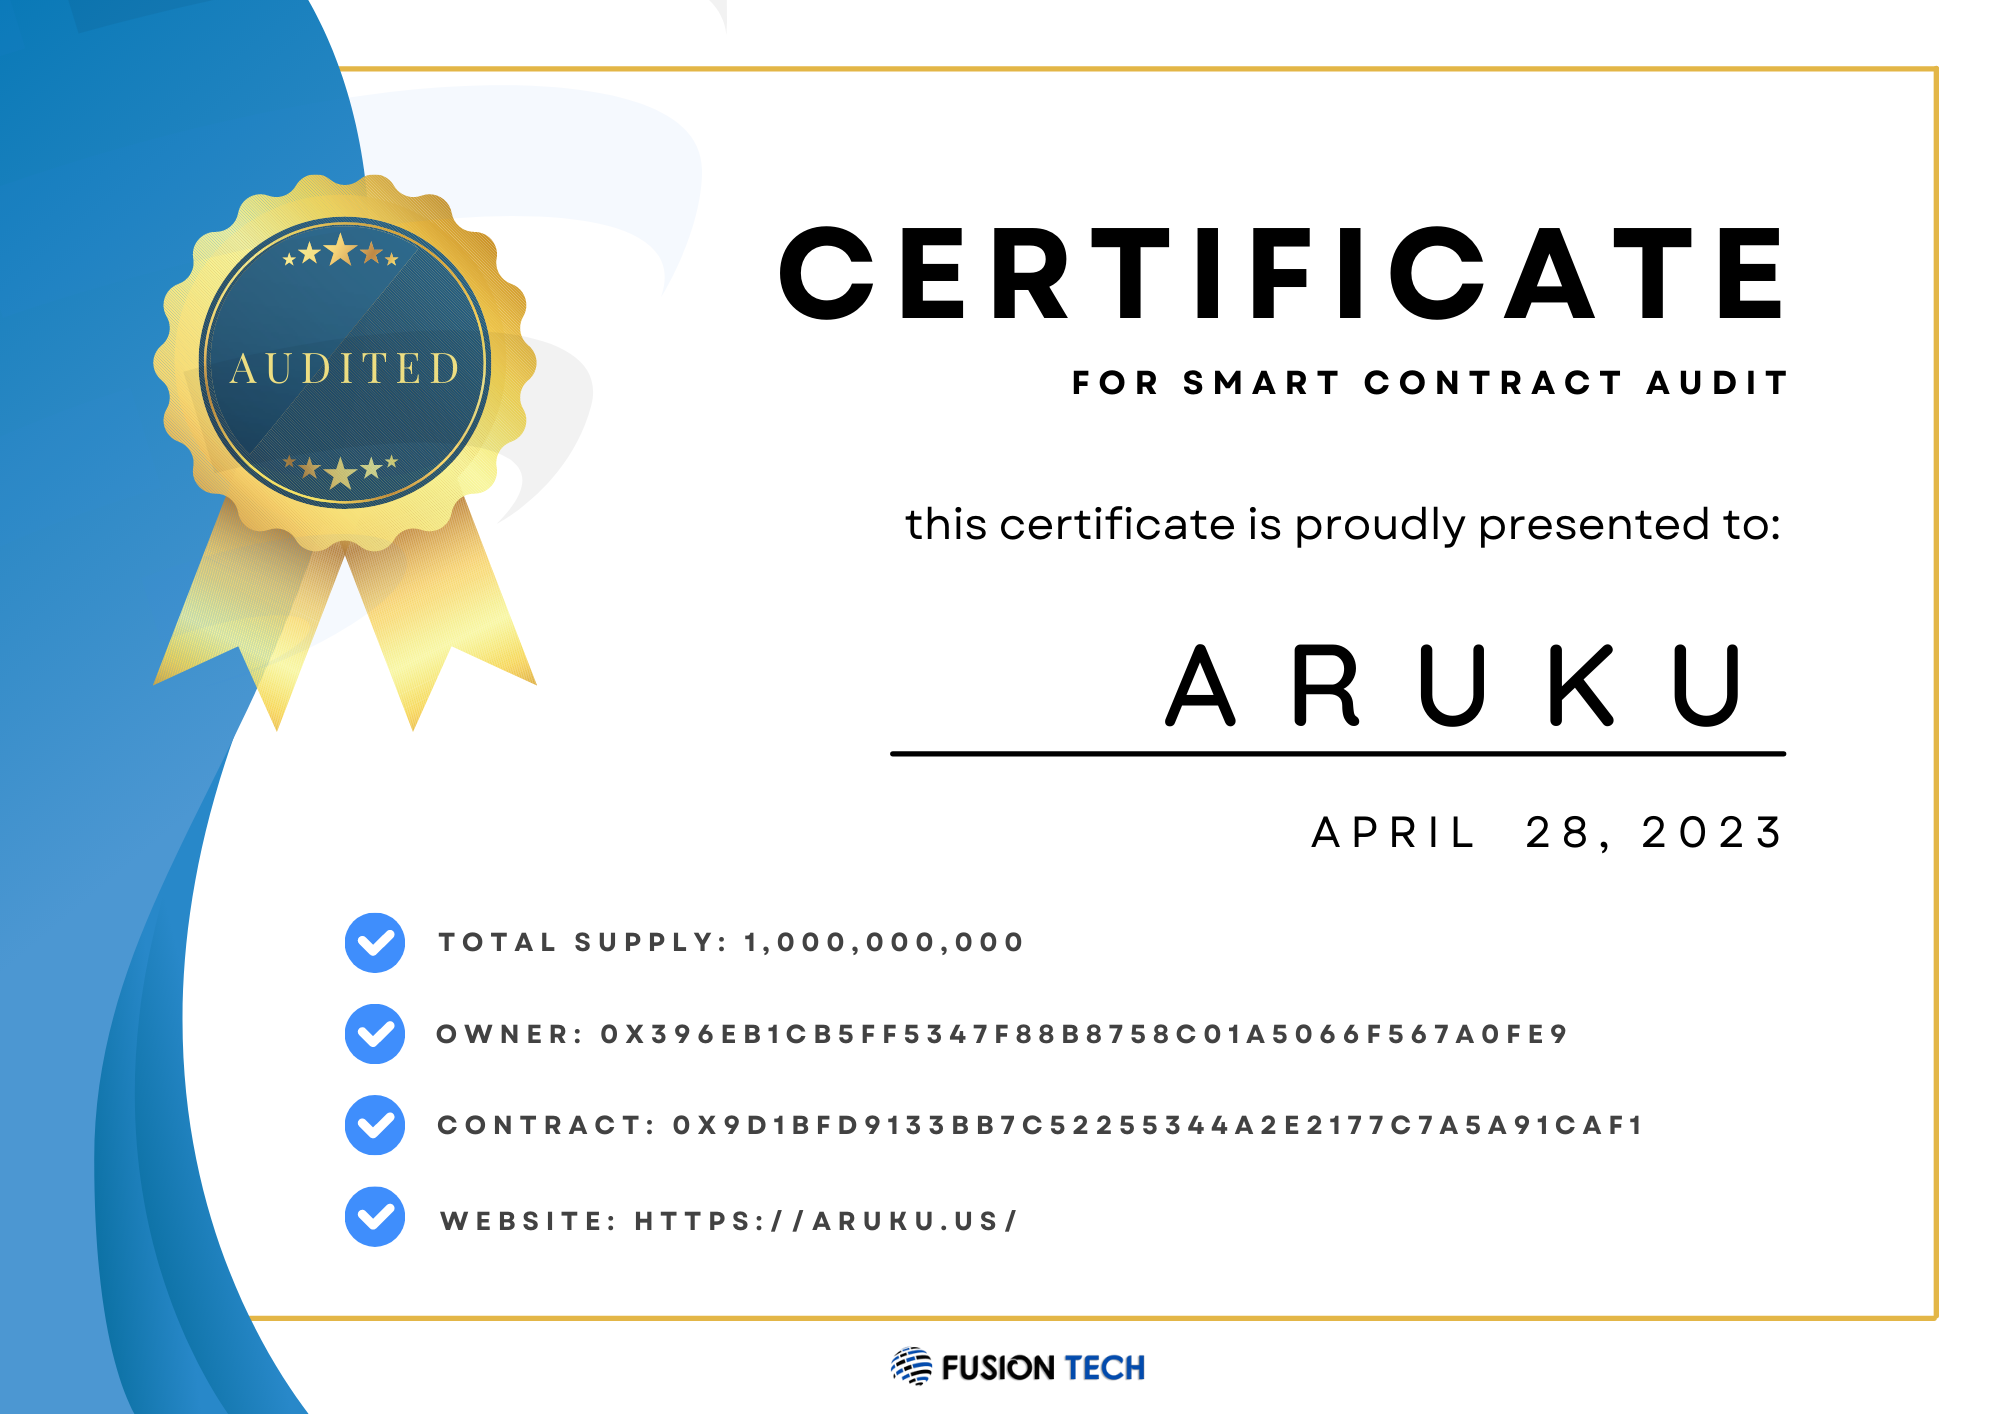 AUDITED
CERTIFICATE
FOR SMART CONTRACT AUDIT
this certificate is proudly presented to:
ARUKU
APRIL 28, 2023
TOTAL SUPPLY: 1,000,000,000
OWNER: 0X396EB1CB5FF5347F88B8758C01A5066F567A0FE9
CONTRACT: 0X9D1BFD9133BB7C52255344A2E2177C7A5A91CAF1
WEBSITE: HTTPS://ARUKU.US/
FUSION TECH